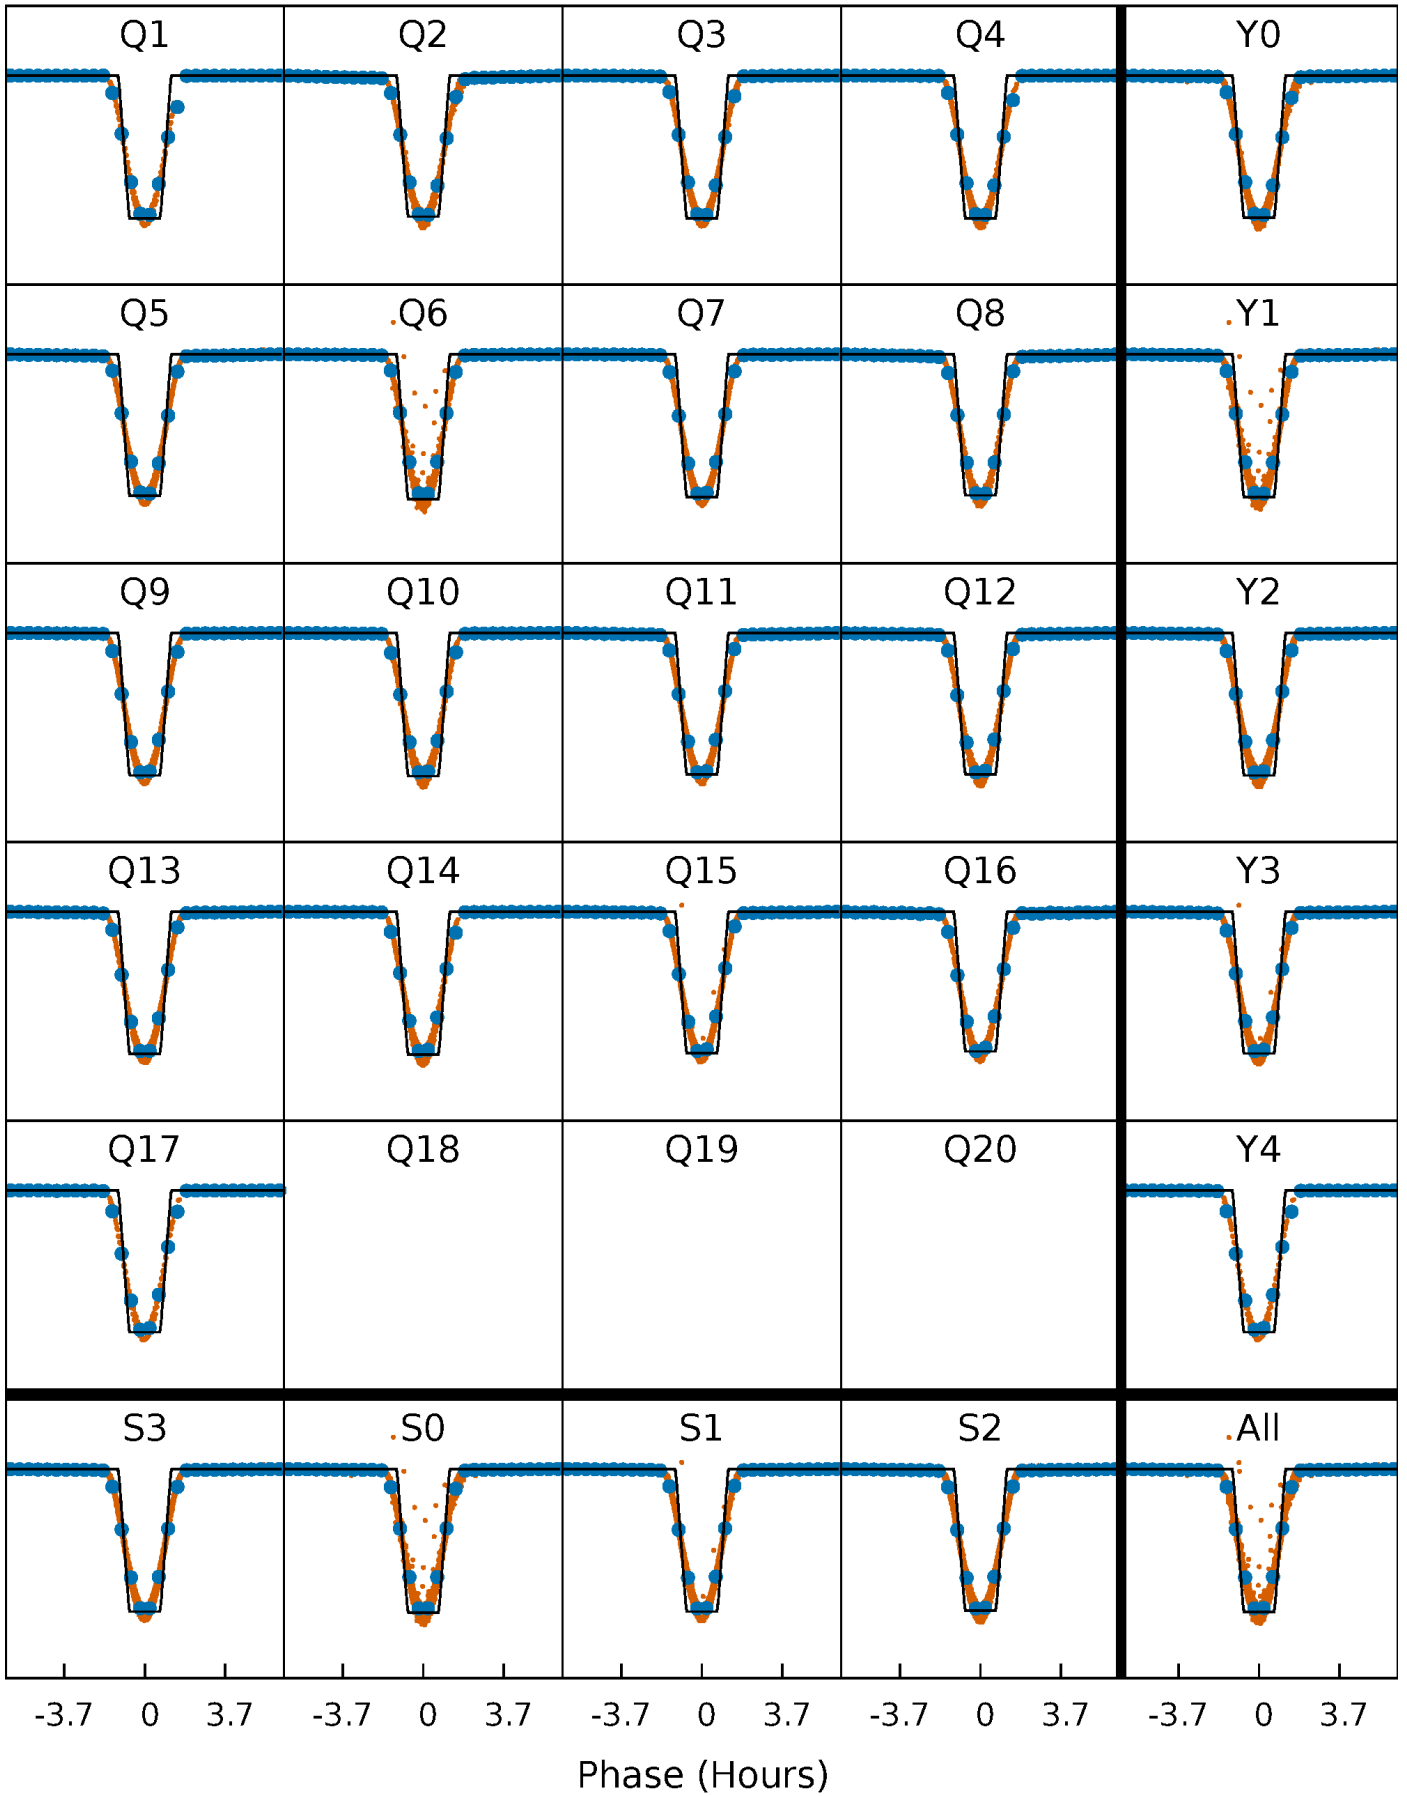 Q1 Q2 Q3 Q4 Y0
Q5 Q6 Q7 Q8 Y1
Q9 Q10 Q11 Q12 Y2
Q13 Q14 Q15 Q16 Y3
Q17 Q18 Q19 Q20 Y4
S3 S0 S1 S2 All
-3.7 0 3.7 -3.7 0 3.7 -3.7 0 3.7 -3.7 0 3.7 -3.7 0 3.7
Phase (Hours)